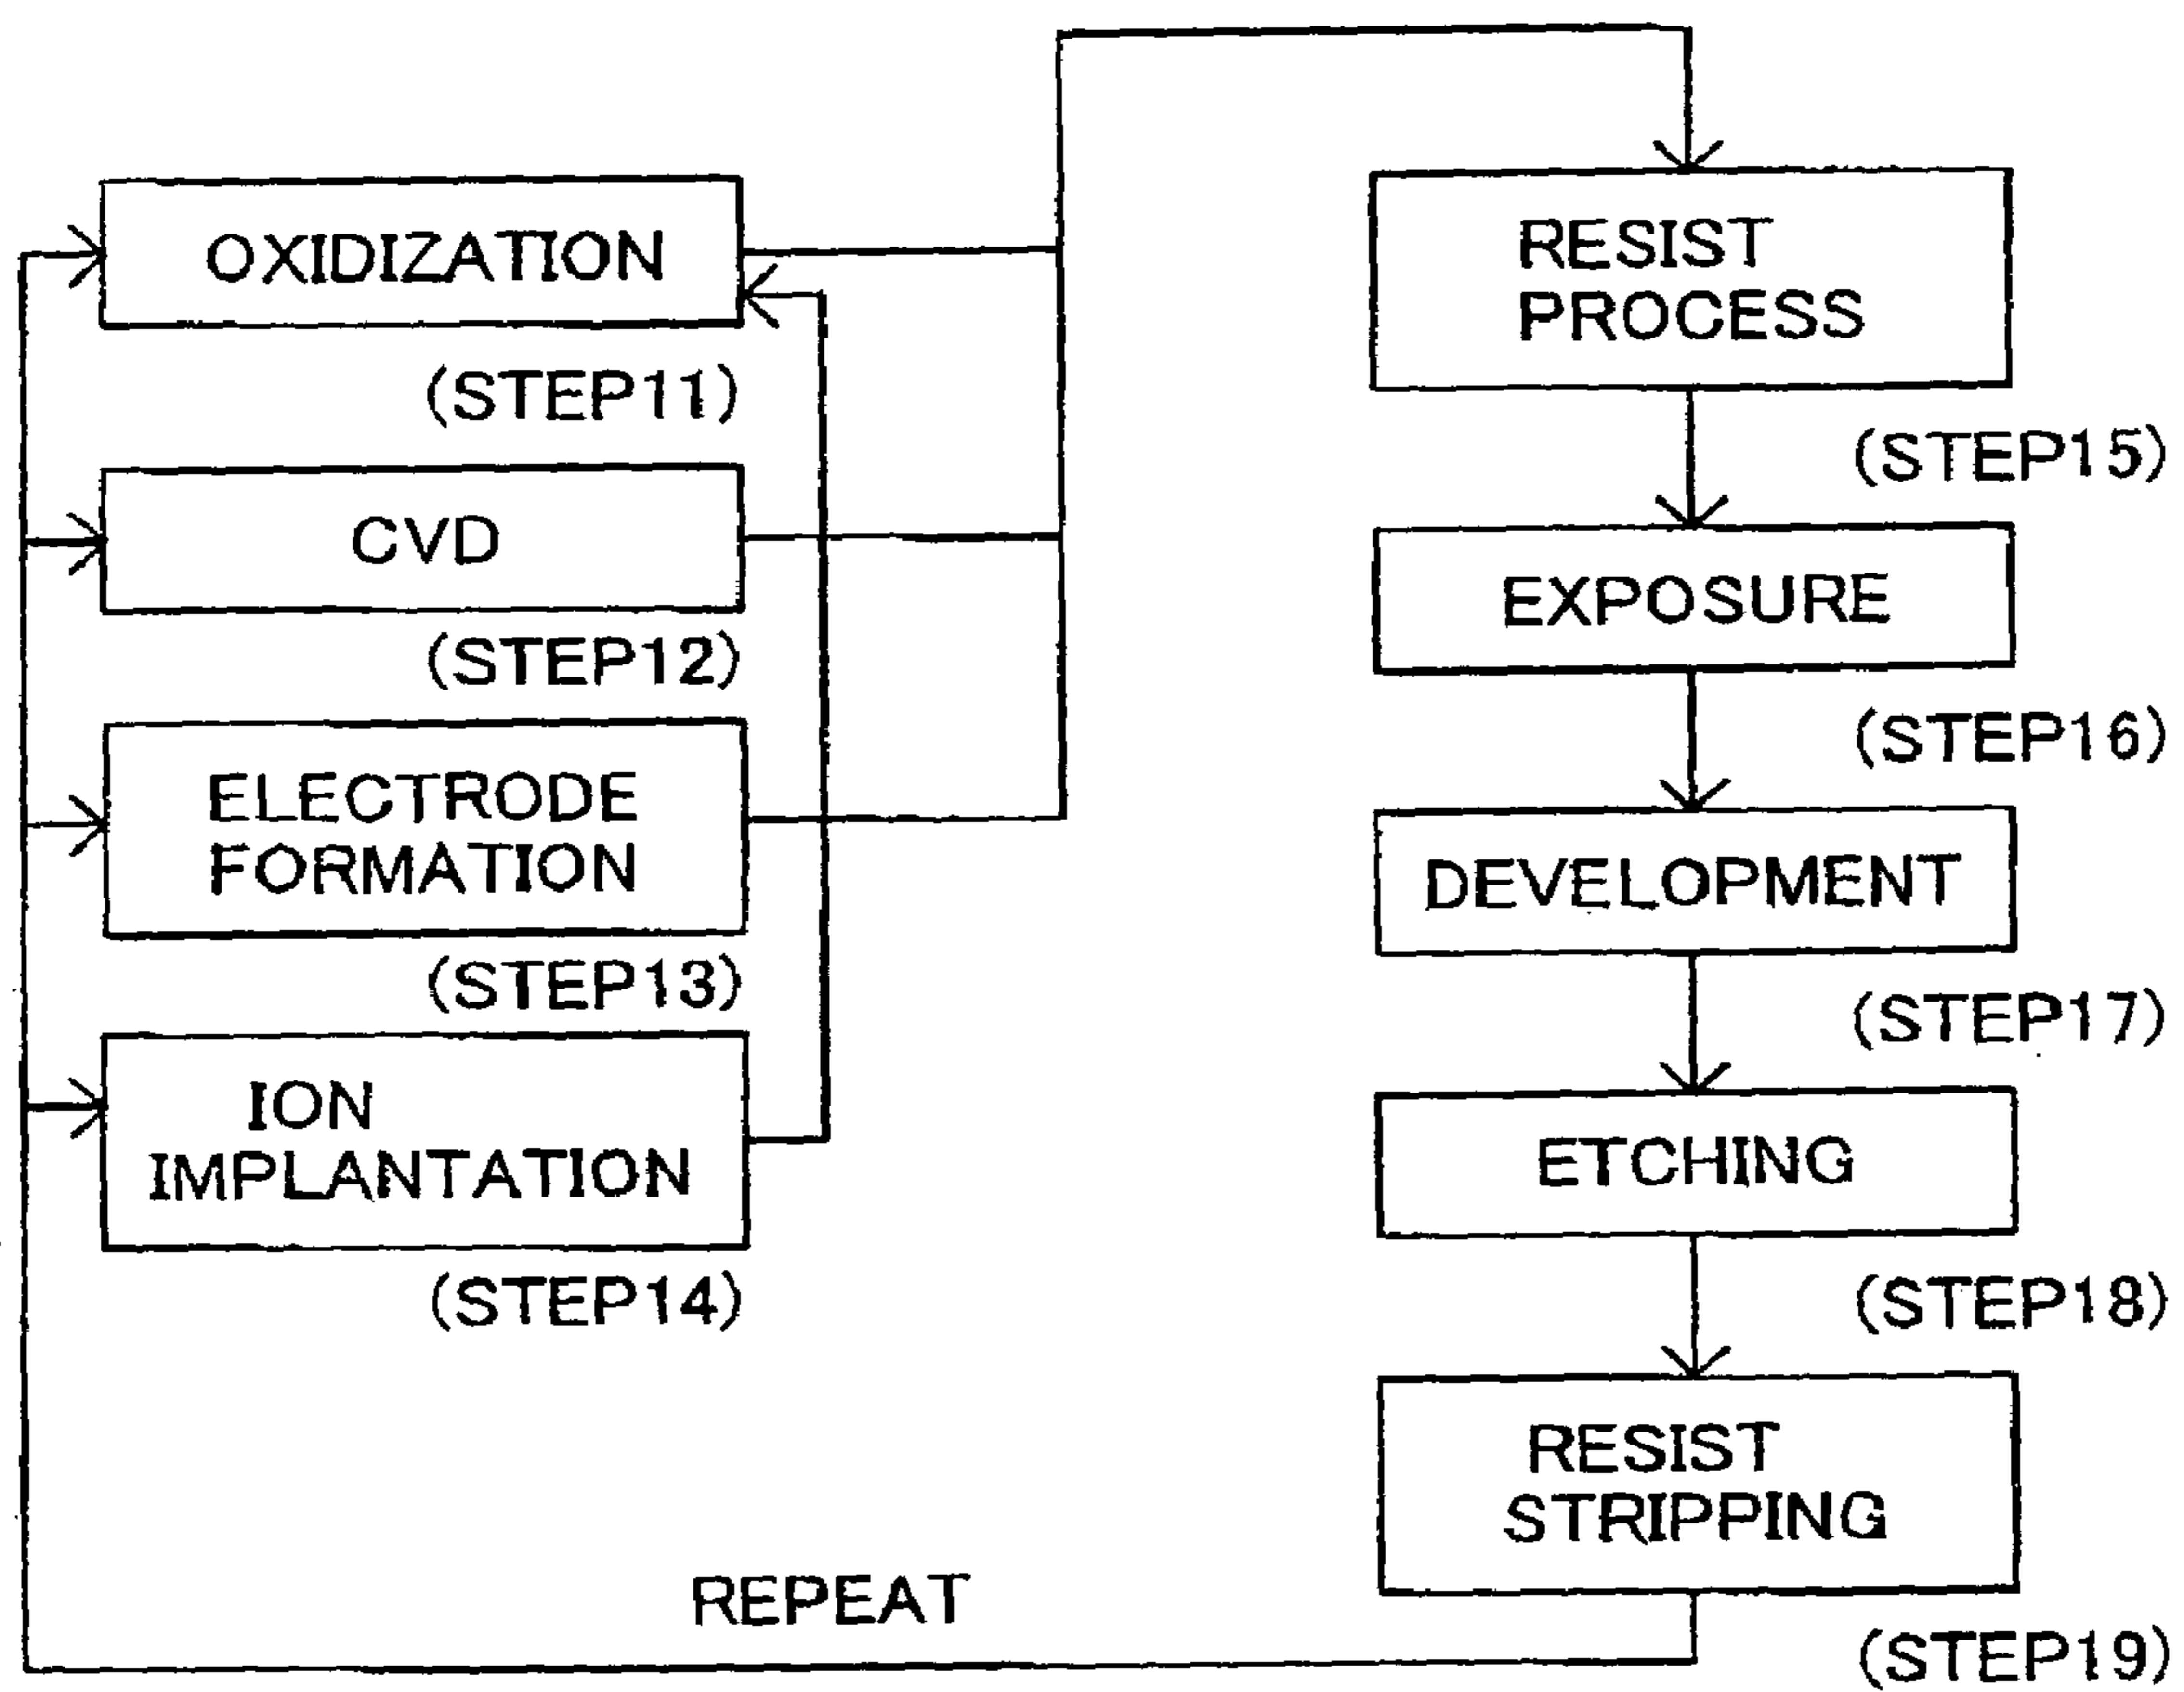 OXIDIZATION
(STEP11)
CVD
(STEP12)
ELECTRODE
FORMATION
(STEP13)
ION
IMPLANTATION
(STEP14)
RESIST
PROCESS
(STEP15)
EXPOSURE
(STEP16)
DEVELOPMENT
(STEP17)
ETCHING
(STEP18)
RESIST
STRIPPING
(STEP19)
REPEAT